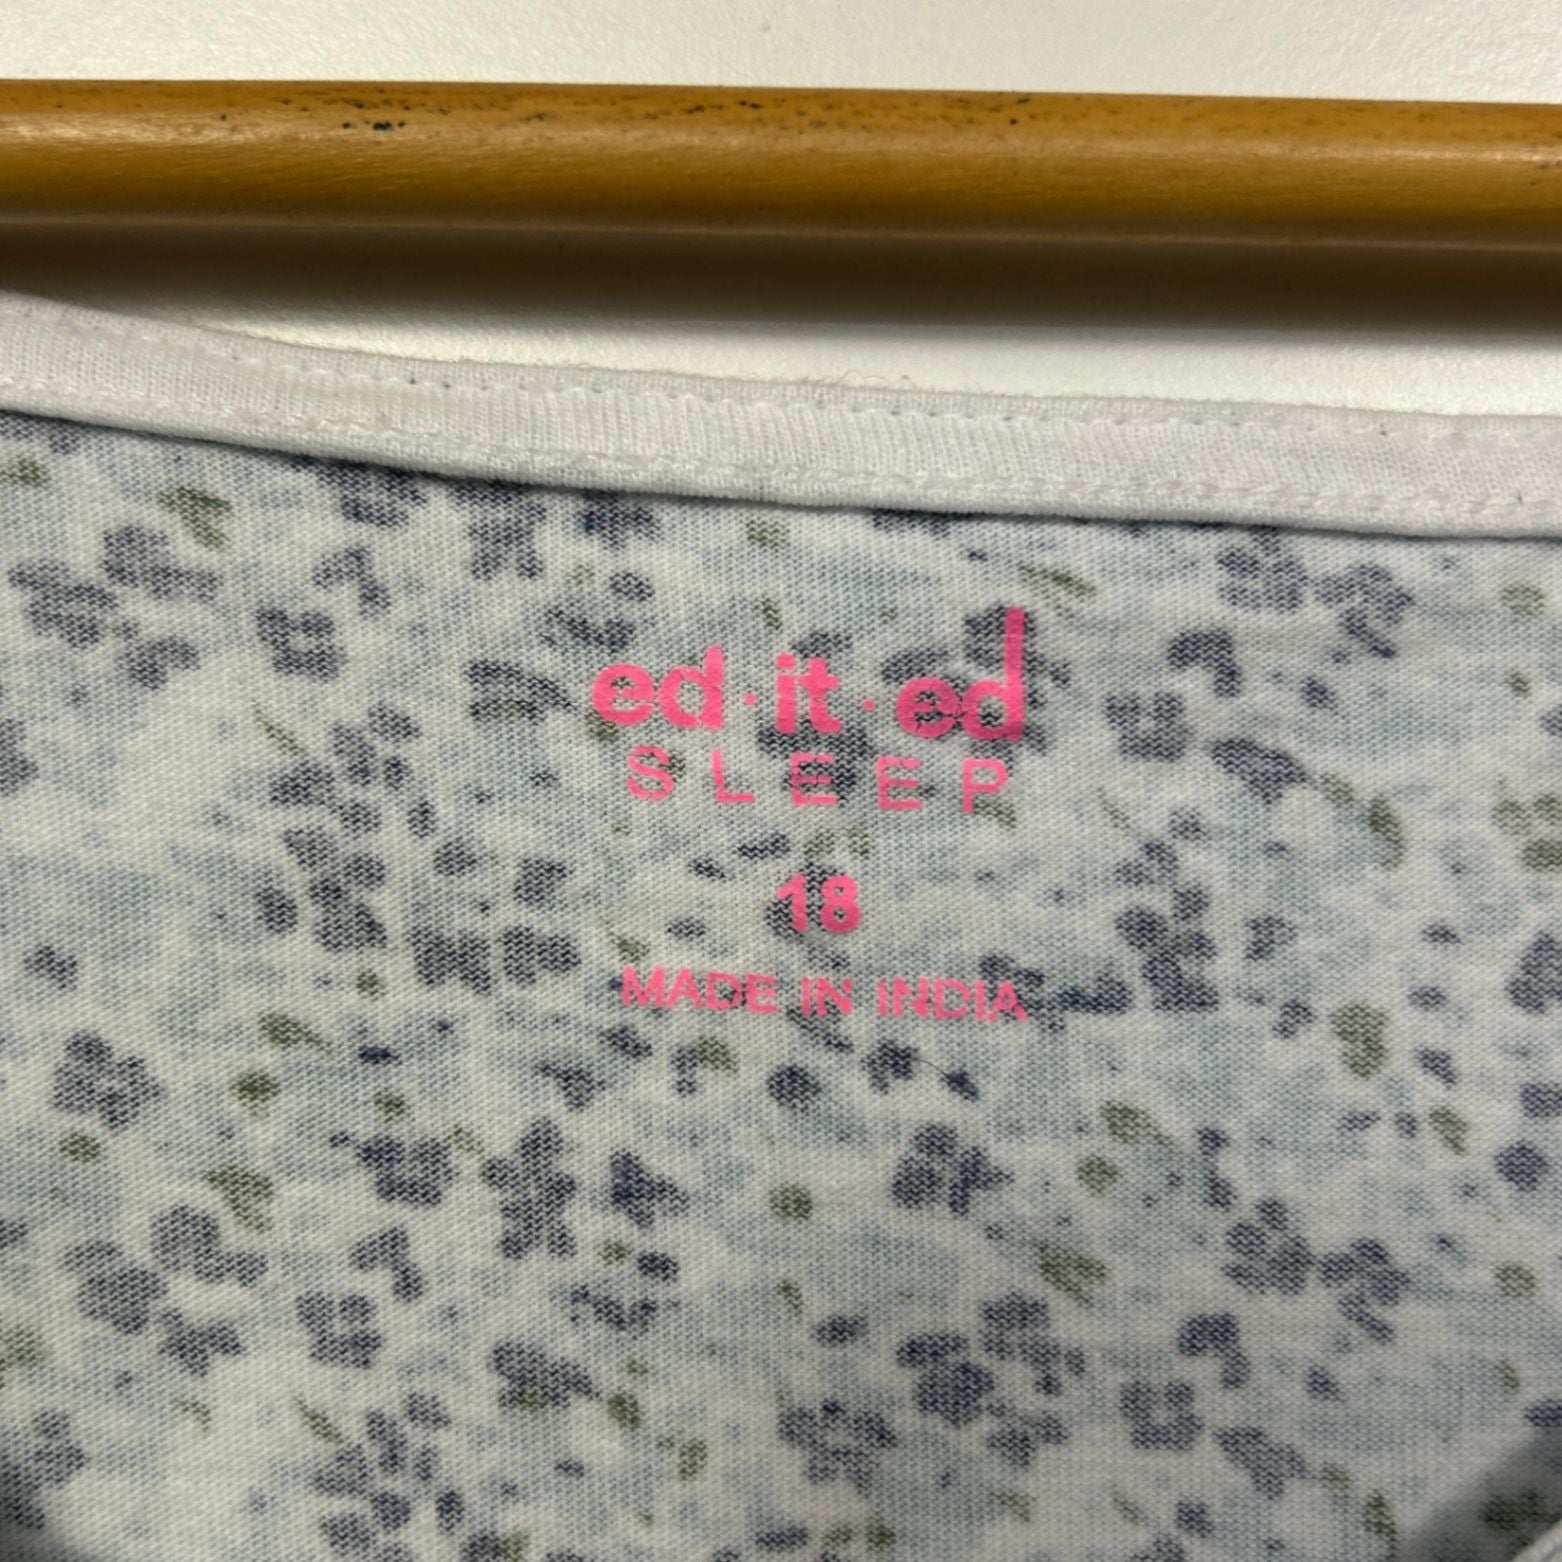 ed·it·ed
SLEEP
18
MADE IN INDIA